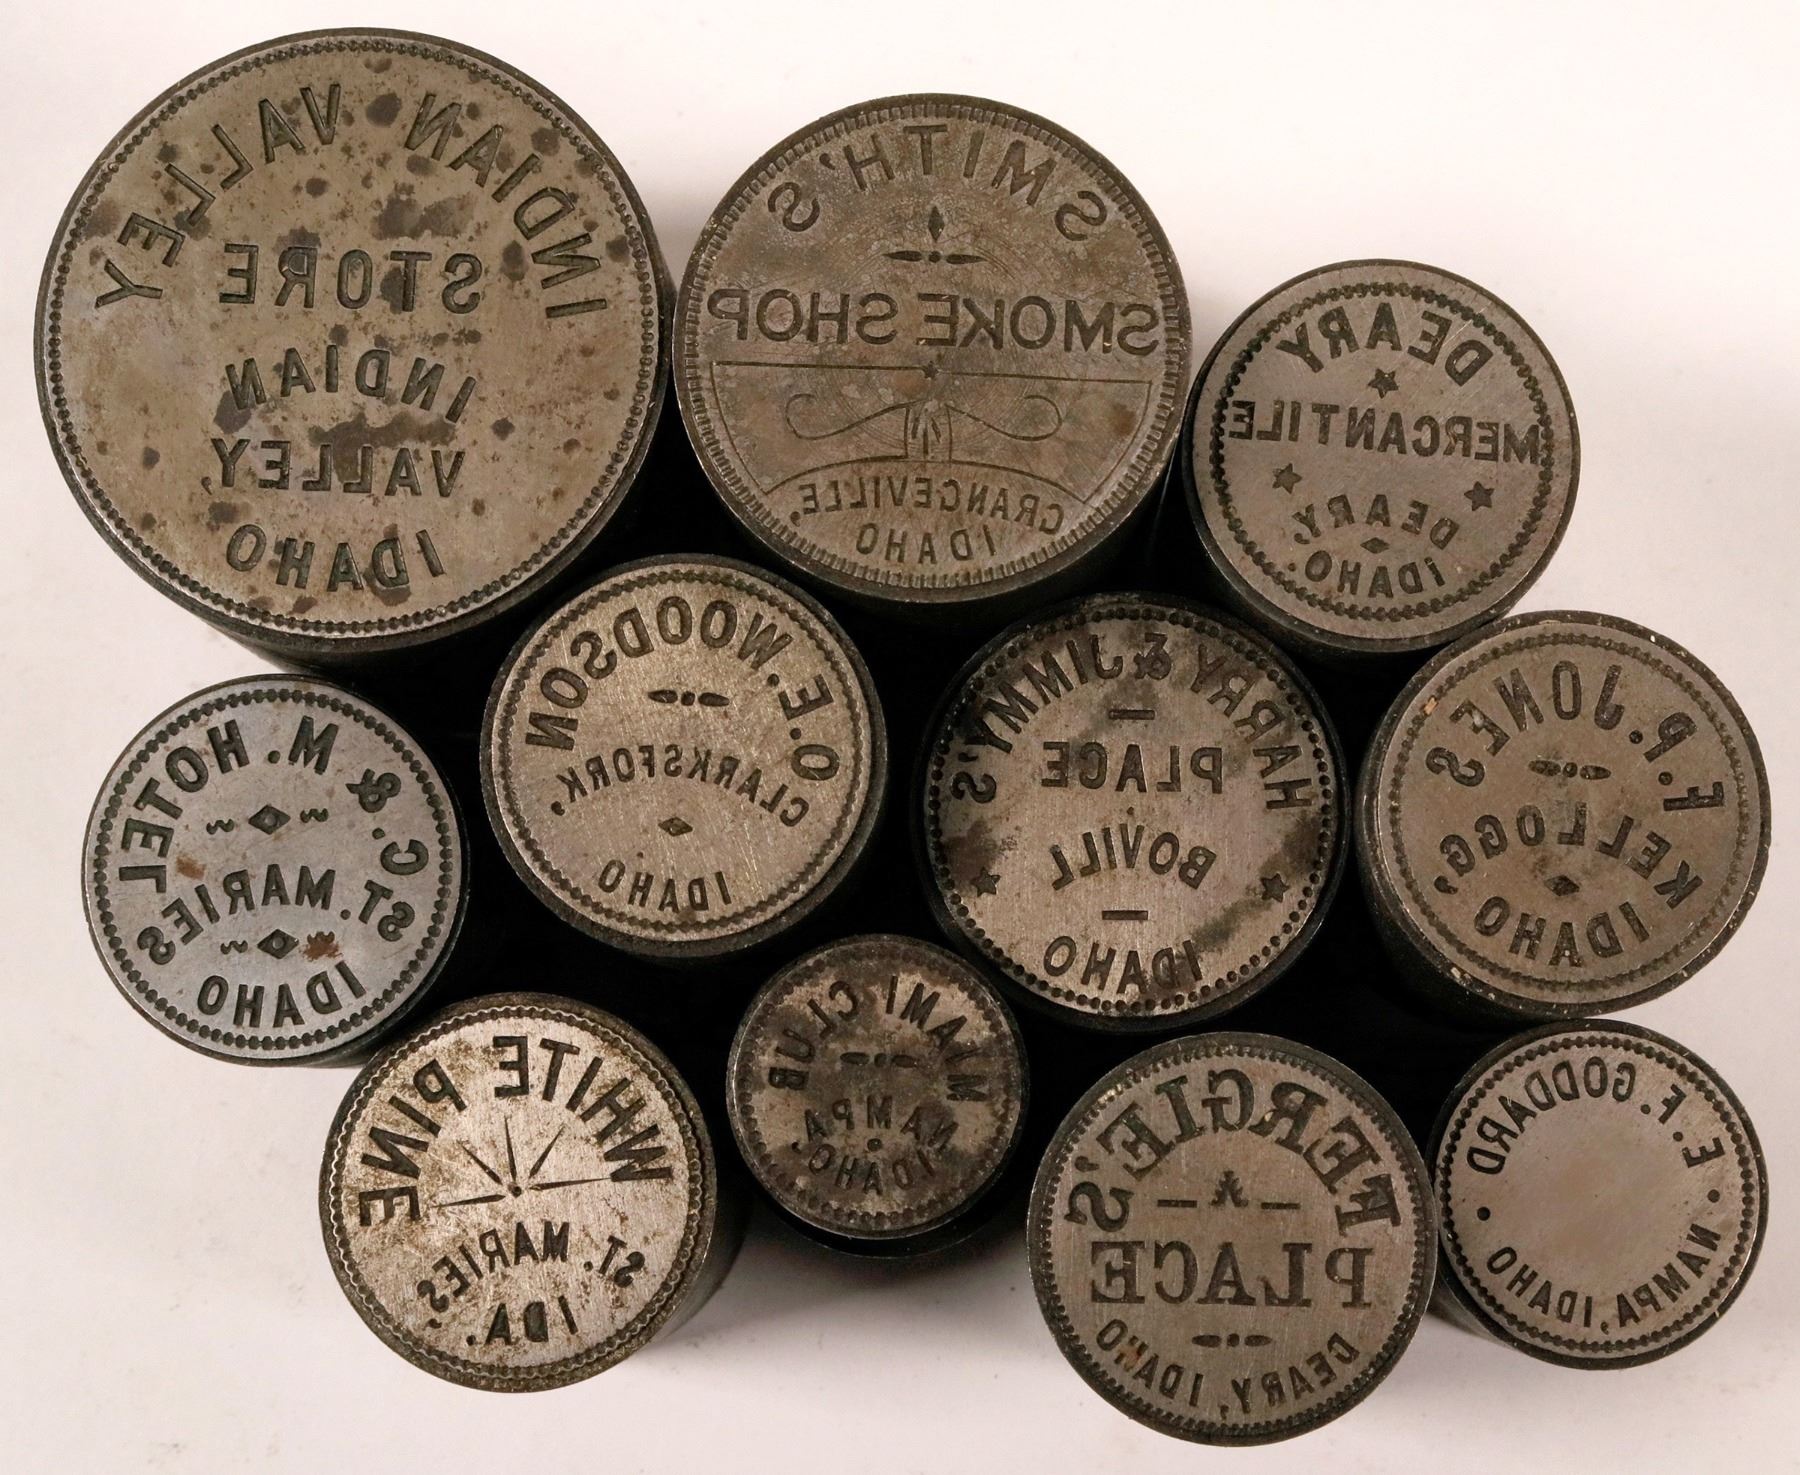 INDIAN VALLEY
STORE
INDIAN
VALLEY,
IDAHO
SMITH'S
SMOKE SHOP
GRANGEVILLE,
IDAHO
DEARY
MERCANTILE
DEARY,
IDAHO.
C. & M. HOTEL
ST. MARIES
IDAHO
O.E. WOODSON
CLARKSFORK,
IDAHO
HARRY & JIMMY'S
PLACE
BOVILL
IDAHO
F.P. JONES
KELLOGG,
IDAHO
WHITE PINE
ST. MARIES,
IDA.
MIAMI CLUB
NAMPA,
IDAHO.
FERGIE'S
PLACE
DEARY, IDAHO
E. F. GODDARD
NAMPA, IDAHO